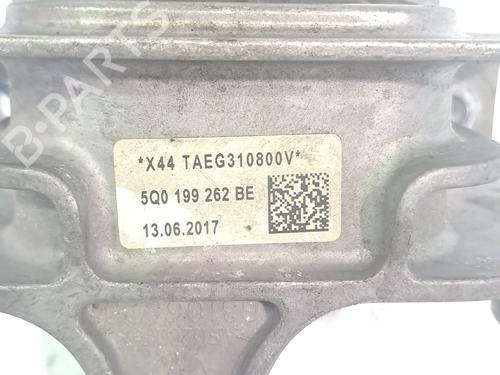 *X44 TAEG310800V*
5Q0 199 262 BE
13.06.2017
B-PARTS